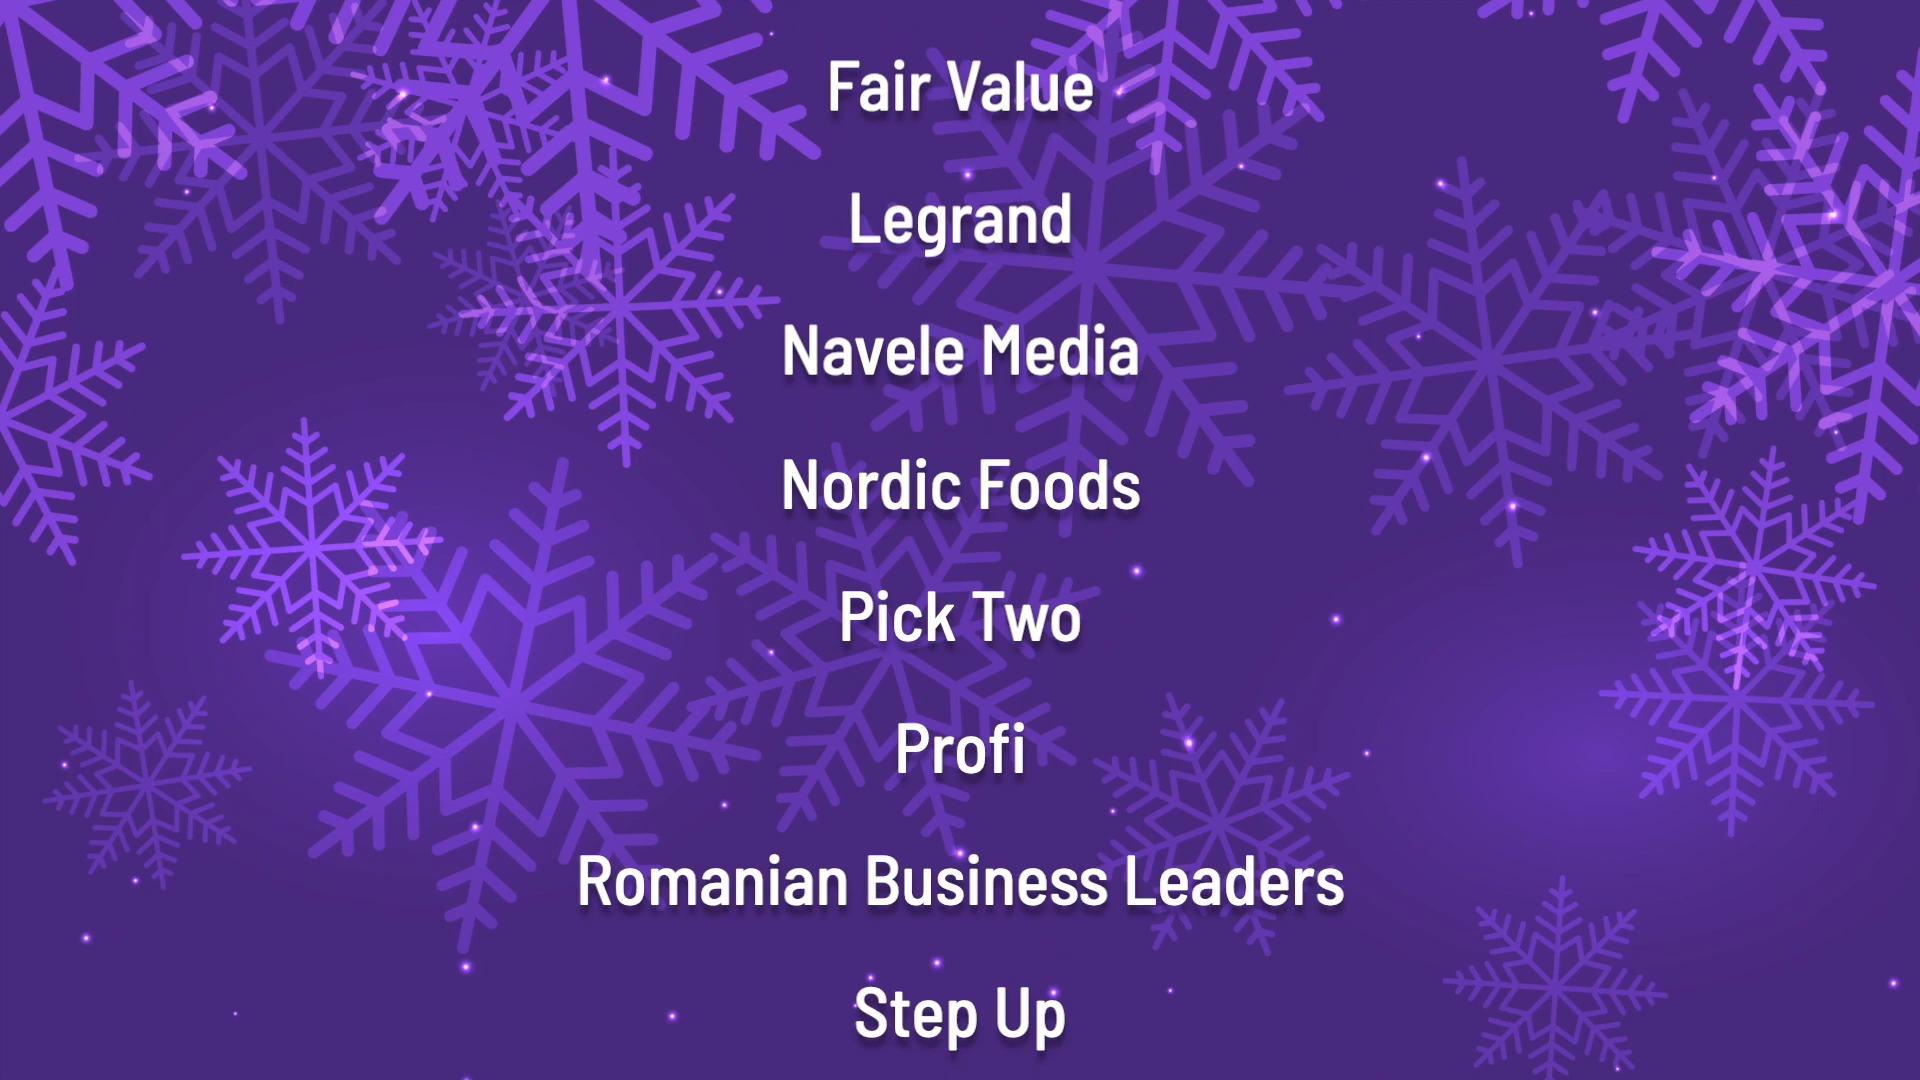 Fair Value
Legrand
Navele Media
Nordic Foods
Pick Two
Profi
Romanian Business Leaders
Step Up